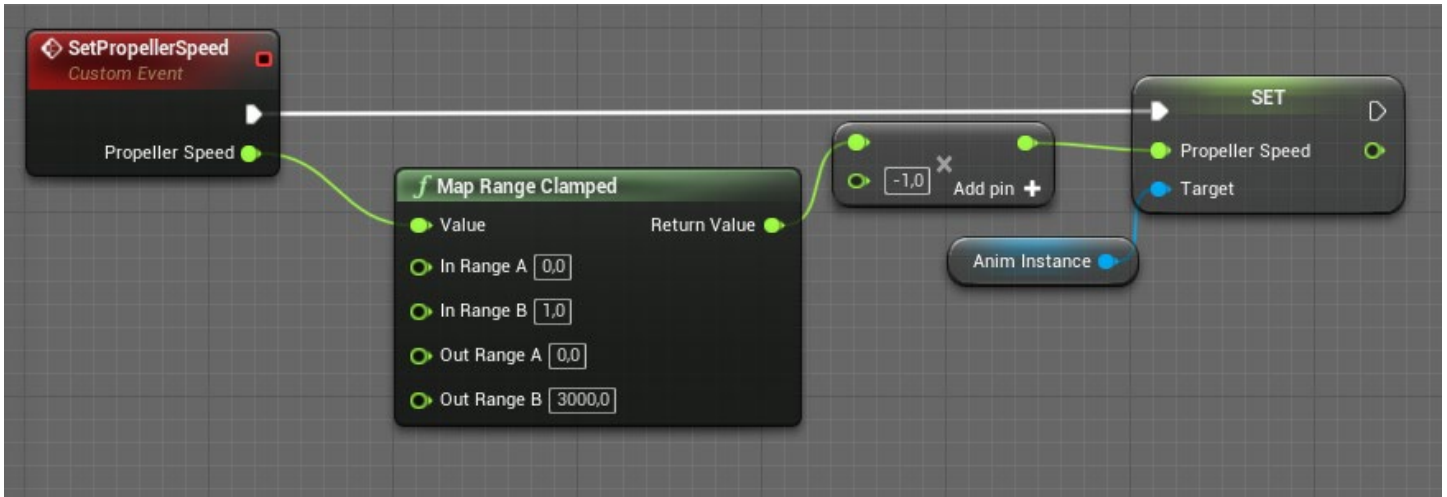 SetPropellerSpeed
Custom Event
Propeller Speed
f Map Range Clamped
Value
Return Value
In Range A 0,0
In Range B 1,0
Out Range A 0,0
Out Range B 3000,0
-1,0
Add pin +
SET
Propeller Speed
Target
Anim Instance